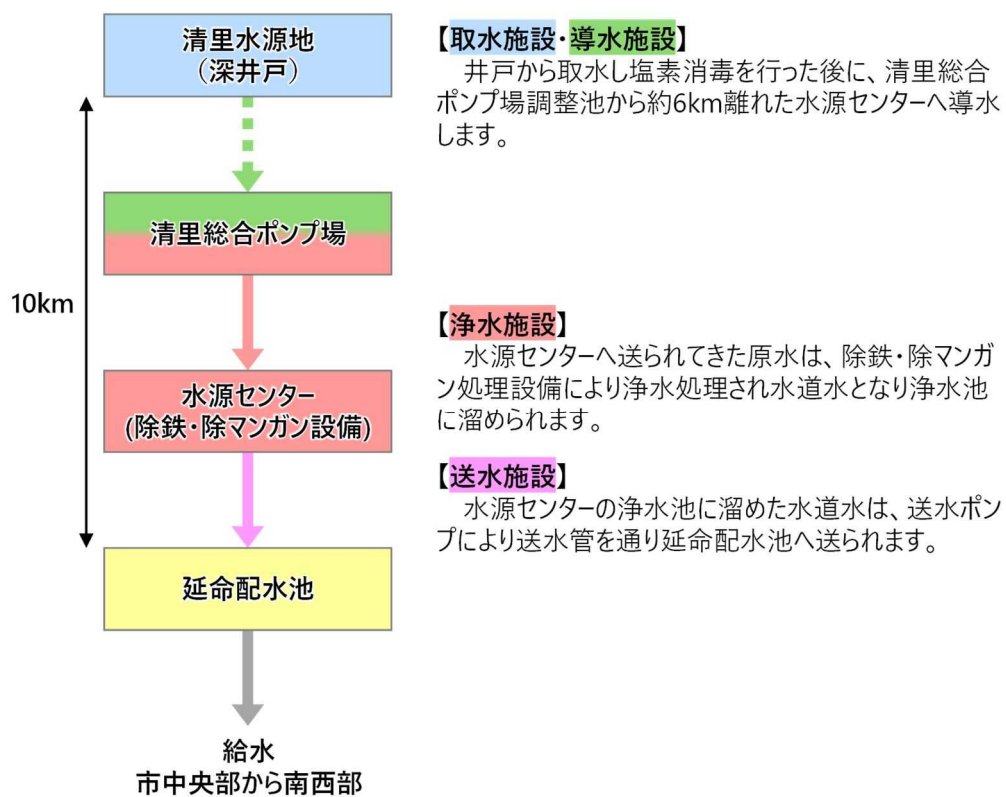 清里水源地
(深井戸)
【取水施設・導水施設】
井戸から取水し塩素消毒を行った後に、清里総合
ポンプ場調整池から約6km離れた水源センターへ導水
します。
清里総合ポンプ場
10km
【浄水施設】
水源センターへ送られてきた原水は、除鉄・除マンガ
ン処理設備により浄水処理され水道水となり浄水池
に溜められます。
水源センター
(除鉄・除マンガン設備)
【送水施設】
水源センターの浄水池に溜めた水道水は、送水ポン
プにより送水管を通り延命配水池へ送られます。
延命配水池
給水
市中央部から南西部